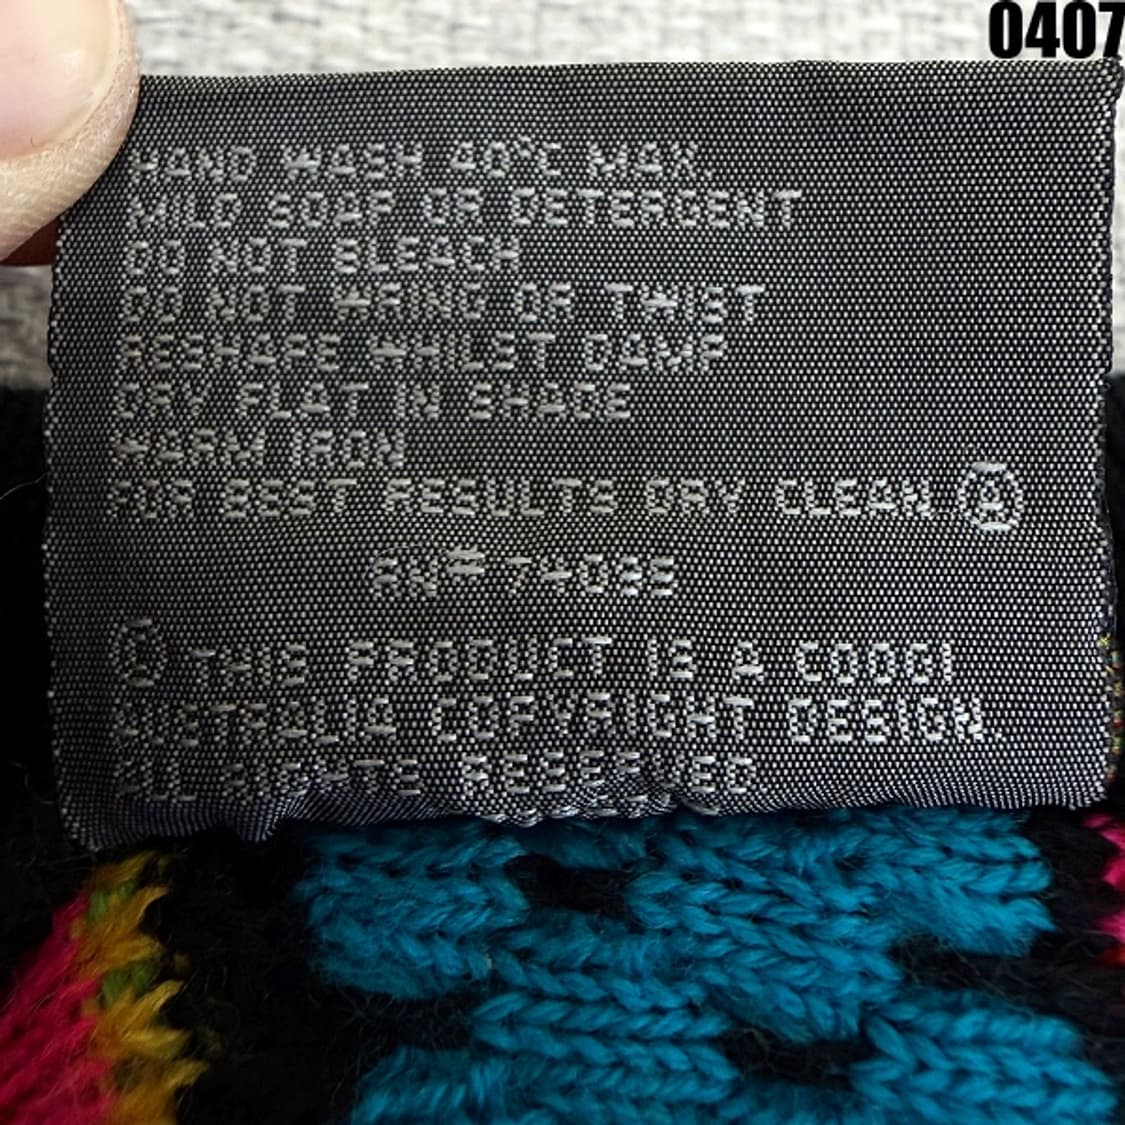 0407
HAND WASH 40°C MAX.
MILD SOAP OR DETERGENT
DO NOT BLEACH
DO NOT WRING OR TWIST
RESHAPE WHILST DAMP
DRY FLAT IN SHADE
WARM IRON
FOR BEST RESULTS DRY CLEAN Ⓐ
RN# 74085
© THIS PRODUCT IS A COOGI
AUSTRALIA COPYRIGHT DESIGN.
ALL RIGHTS RESERVED